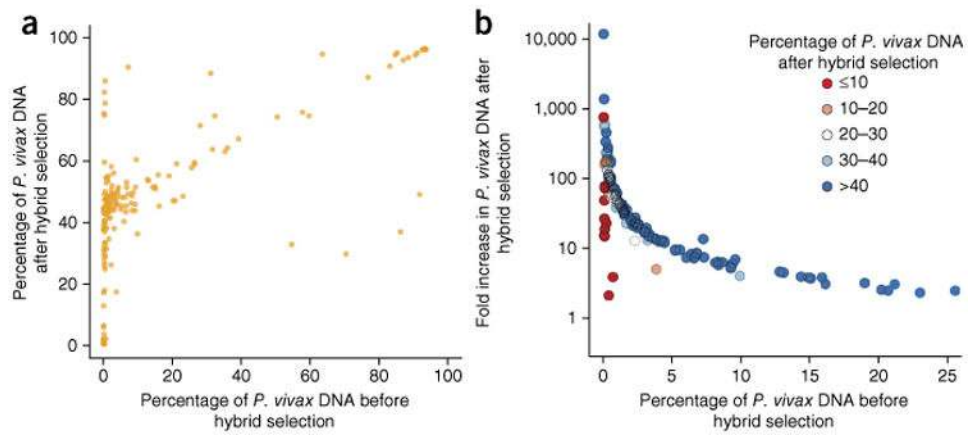 a
Percentage of P. vivax DNA
after hybrid selection
100
80
60
40
20
0
0 20 40 60 80 100
Percentage of P. vivax DNA before
hybrid selection
b
Fold increase in P. vivax DNA after
hybrid selection
10,000
1,000
100
10
1
0 5 10 15 20 25
Percentage of P. vivax DNA before
hybrid selection
Percentage of P. vivax DNA
after hybrid selection
≤10
10–20
20–30
30–40
>40